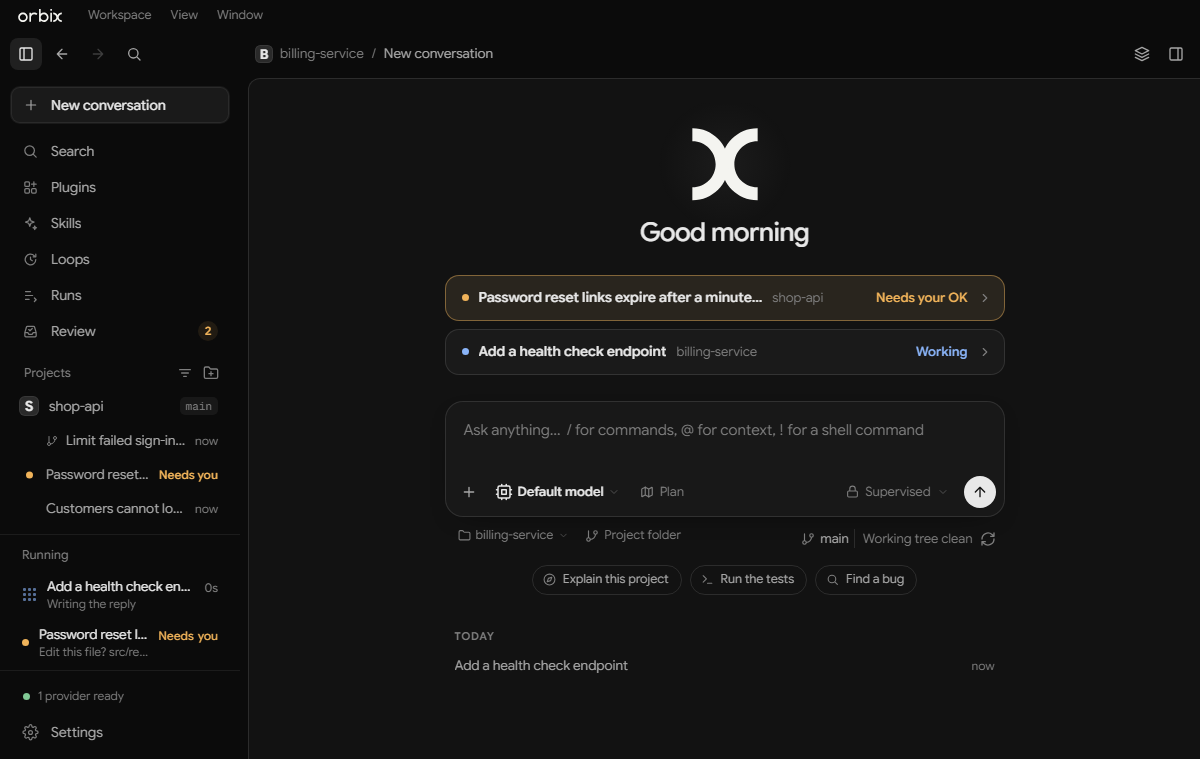 orbix Workspace View Window
B billing-service / New conversation
New conversation
Search
Plugins
Skills
Loops
Runs
Review 2
Projects
S shop-api main
Limit failed sign-in... now
Password reset... Needs you
Customers cannot lo... now
Running
Add a health check en... 0s
Writing the reply
Password reset l... Needs you
Edit this file? src/re...
1 provider ready
Settings
Good morning
Password reset links expire after a minute... shop-api Needs your OK
Add a health check endpoint billing-service Working
Ask anything... / for commands, @ for context, ! for a shell command
Default model Plan Supervised
billing-service Project folder main Working tree clean
Explain this project Run the tests Find a bug
TODAY
Add a health check endpoint now